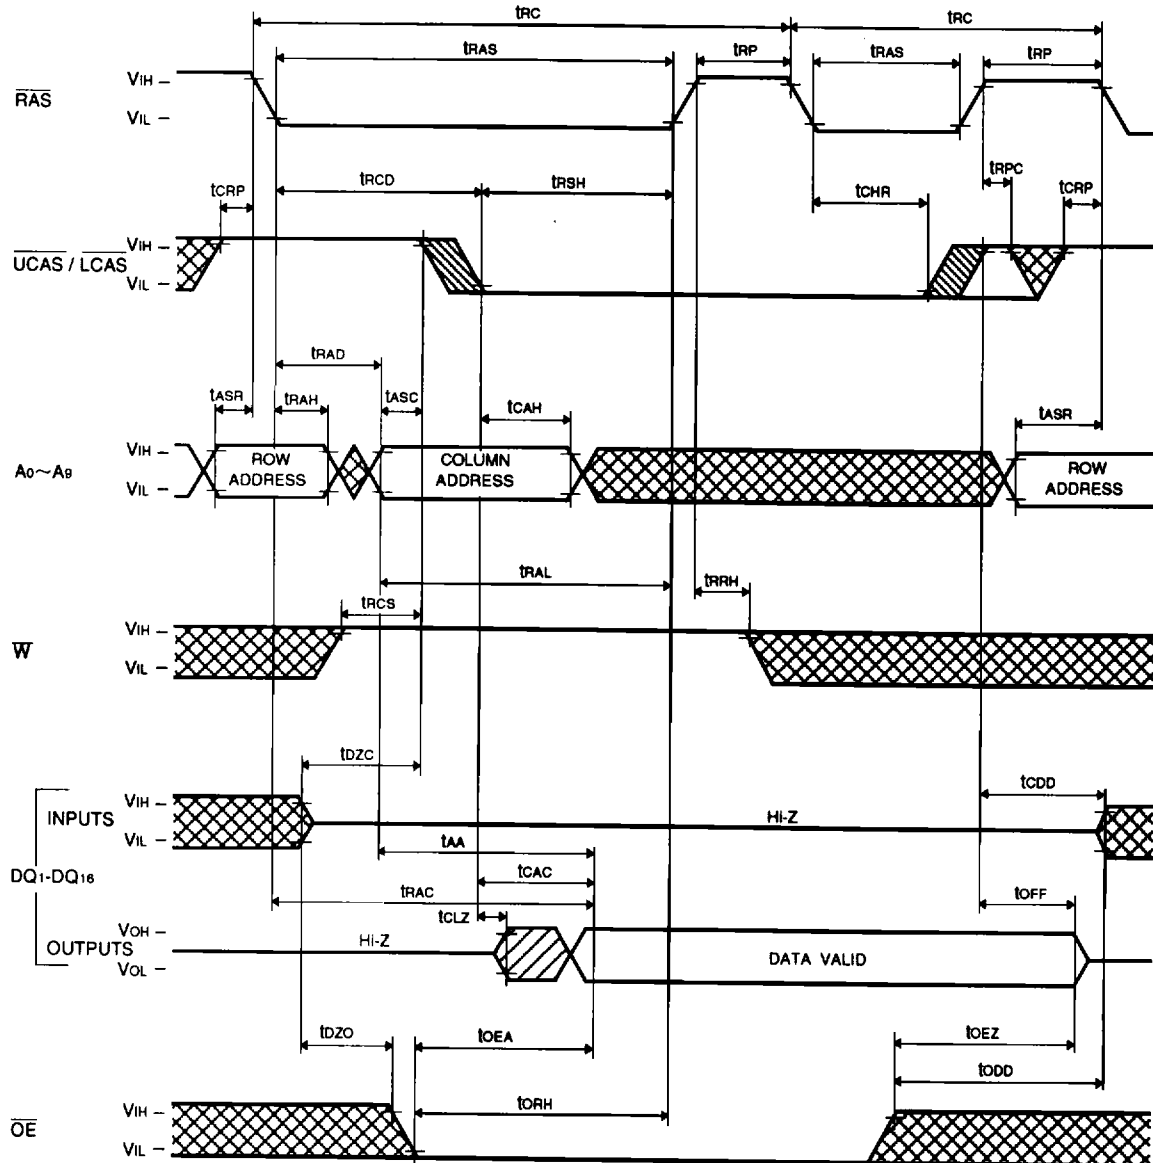 tRC tRC
tRAS tRP tRAS tRP
RAS VIH
VIL
tCRP tRCD tRSH tCHR tRPC tCRP
UCAS / LCAS VIH
VIL
tRAD
tASR tRAH tASC tCAH tASR
A0~A9 VIH
VIL
ROW ADDRESS
COLUMN ADDRESS
ROW ADDRESS
tRAL
tRCS tRRH
W VIH
VIL
tDZC tCDD
DQ1-DQ16
INPUTS VIH
VIL
Hi-Z
tAA
tCAC
tRAC
tCLZ tOFF
OUTPUTS VOH
VOL
Hi-Z
DATA VALID
tDZO tOEA tOEZ
tODD
tORH
OE VIH
VIL